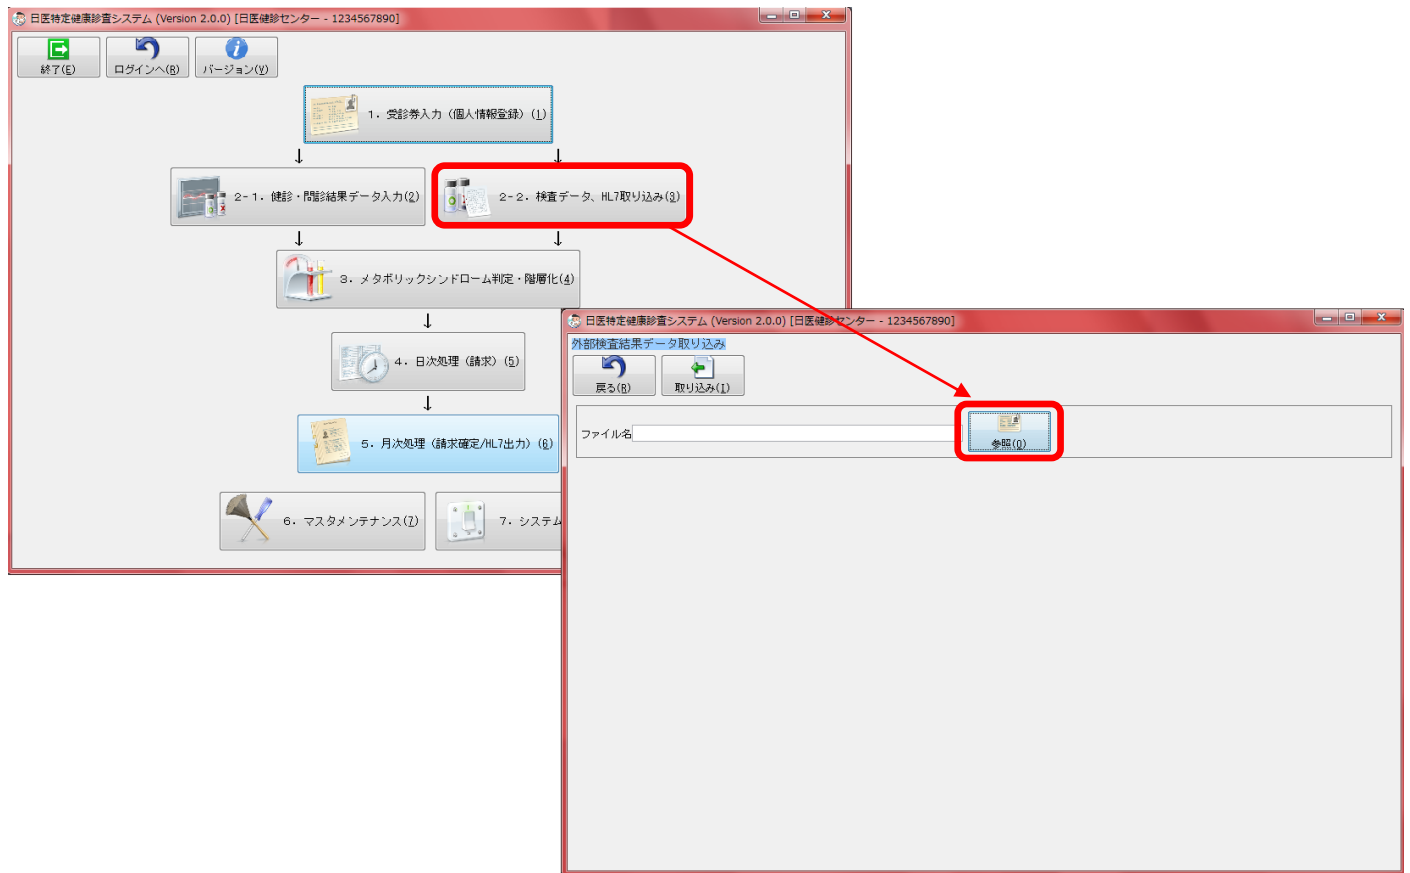 日医特定健康診査システム (Version 2.0.0) [日医健診センター - 1234567890]
終了(E)
ログインへ(R)
バージョン(V)
1. 受診券入力（個人情報登録）(1)
↓ ↓
2-1. 健診・問診結果データ入力(2)
2-2. 検査データ、HL7取り込み(3)
↓ ↓
3. メタボリックシンドローム判定・階層化(4)
↓
4. 日次処理（請求）(5)
↓
5. 月次処理（請求確定/HL7出力）(6)
6. マスタメンテナンス(7)
7. システム
日医特定健康診査システム (Version 2.0.0) [日医健診センター - 1234567890]
外部検査結果データ取り込み
戻る(R)
取り込み(I)
ファイル名
参照(O)